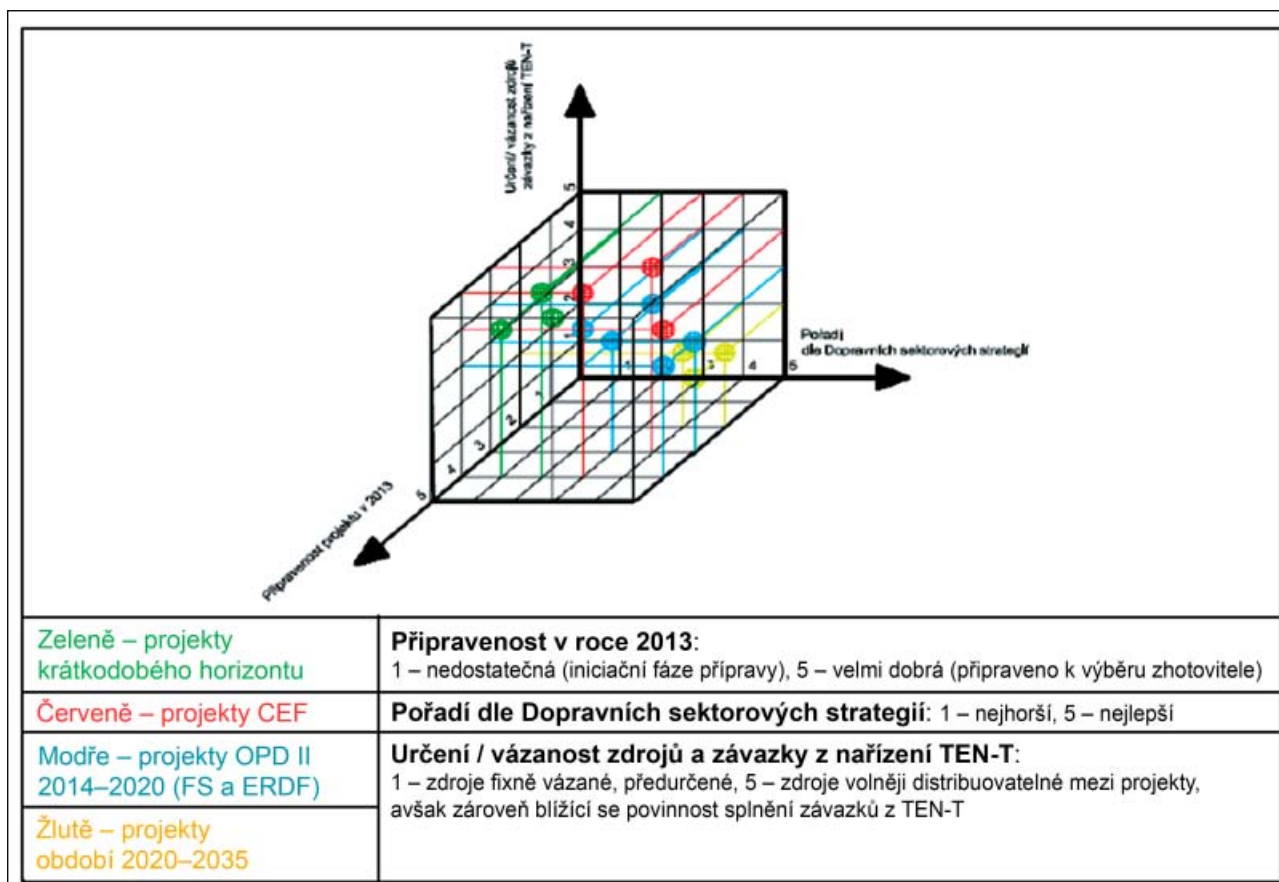 Určení/ vázanost zdrojů
závazky z nařízení TEN-T
5
4
3
2
1
3
4
5
Pořadí
dle Dopravních sektorových strategií
1
2
3
4
5
Připravenost projektu v 2013
Zeleně – projekty
krátkodobého horizontu
Připravenost v roce 2013:
1 – nedostatečná (iniciační fáze přípravy), 5 – velmi dobrá (připraveno k výběru zhotovitele)
Červeně – projekty CEF
Pořadí dle Dopravních sektorových strategií: 1 – nejhorší, 5 – nejlepší
Modře – projekty OPD II
2014–2020 (FS a ERDF)
Určení / vázanost zdrojů a závazky z nařízení TEN-T:
1 – zdroje fixně vázané, předurčené, 5 – zdroje volněji distribuovatelné mezi projekty,
avšak zároveň blížící se povinnost splnění závazků z TEN-T
Žlutě – projekty
období 2020–2035